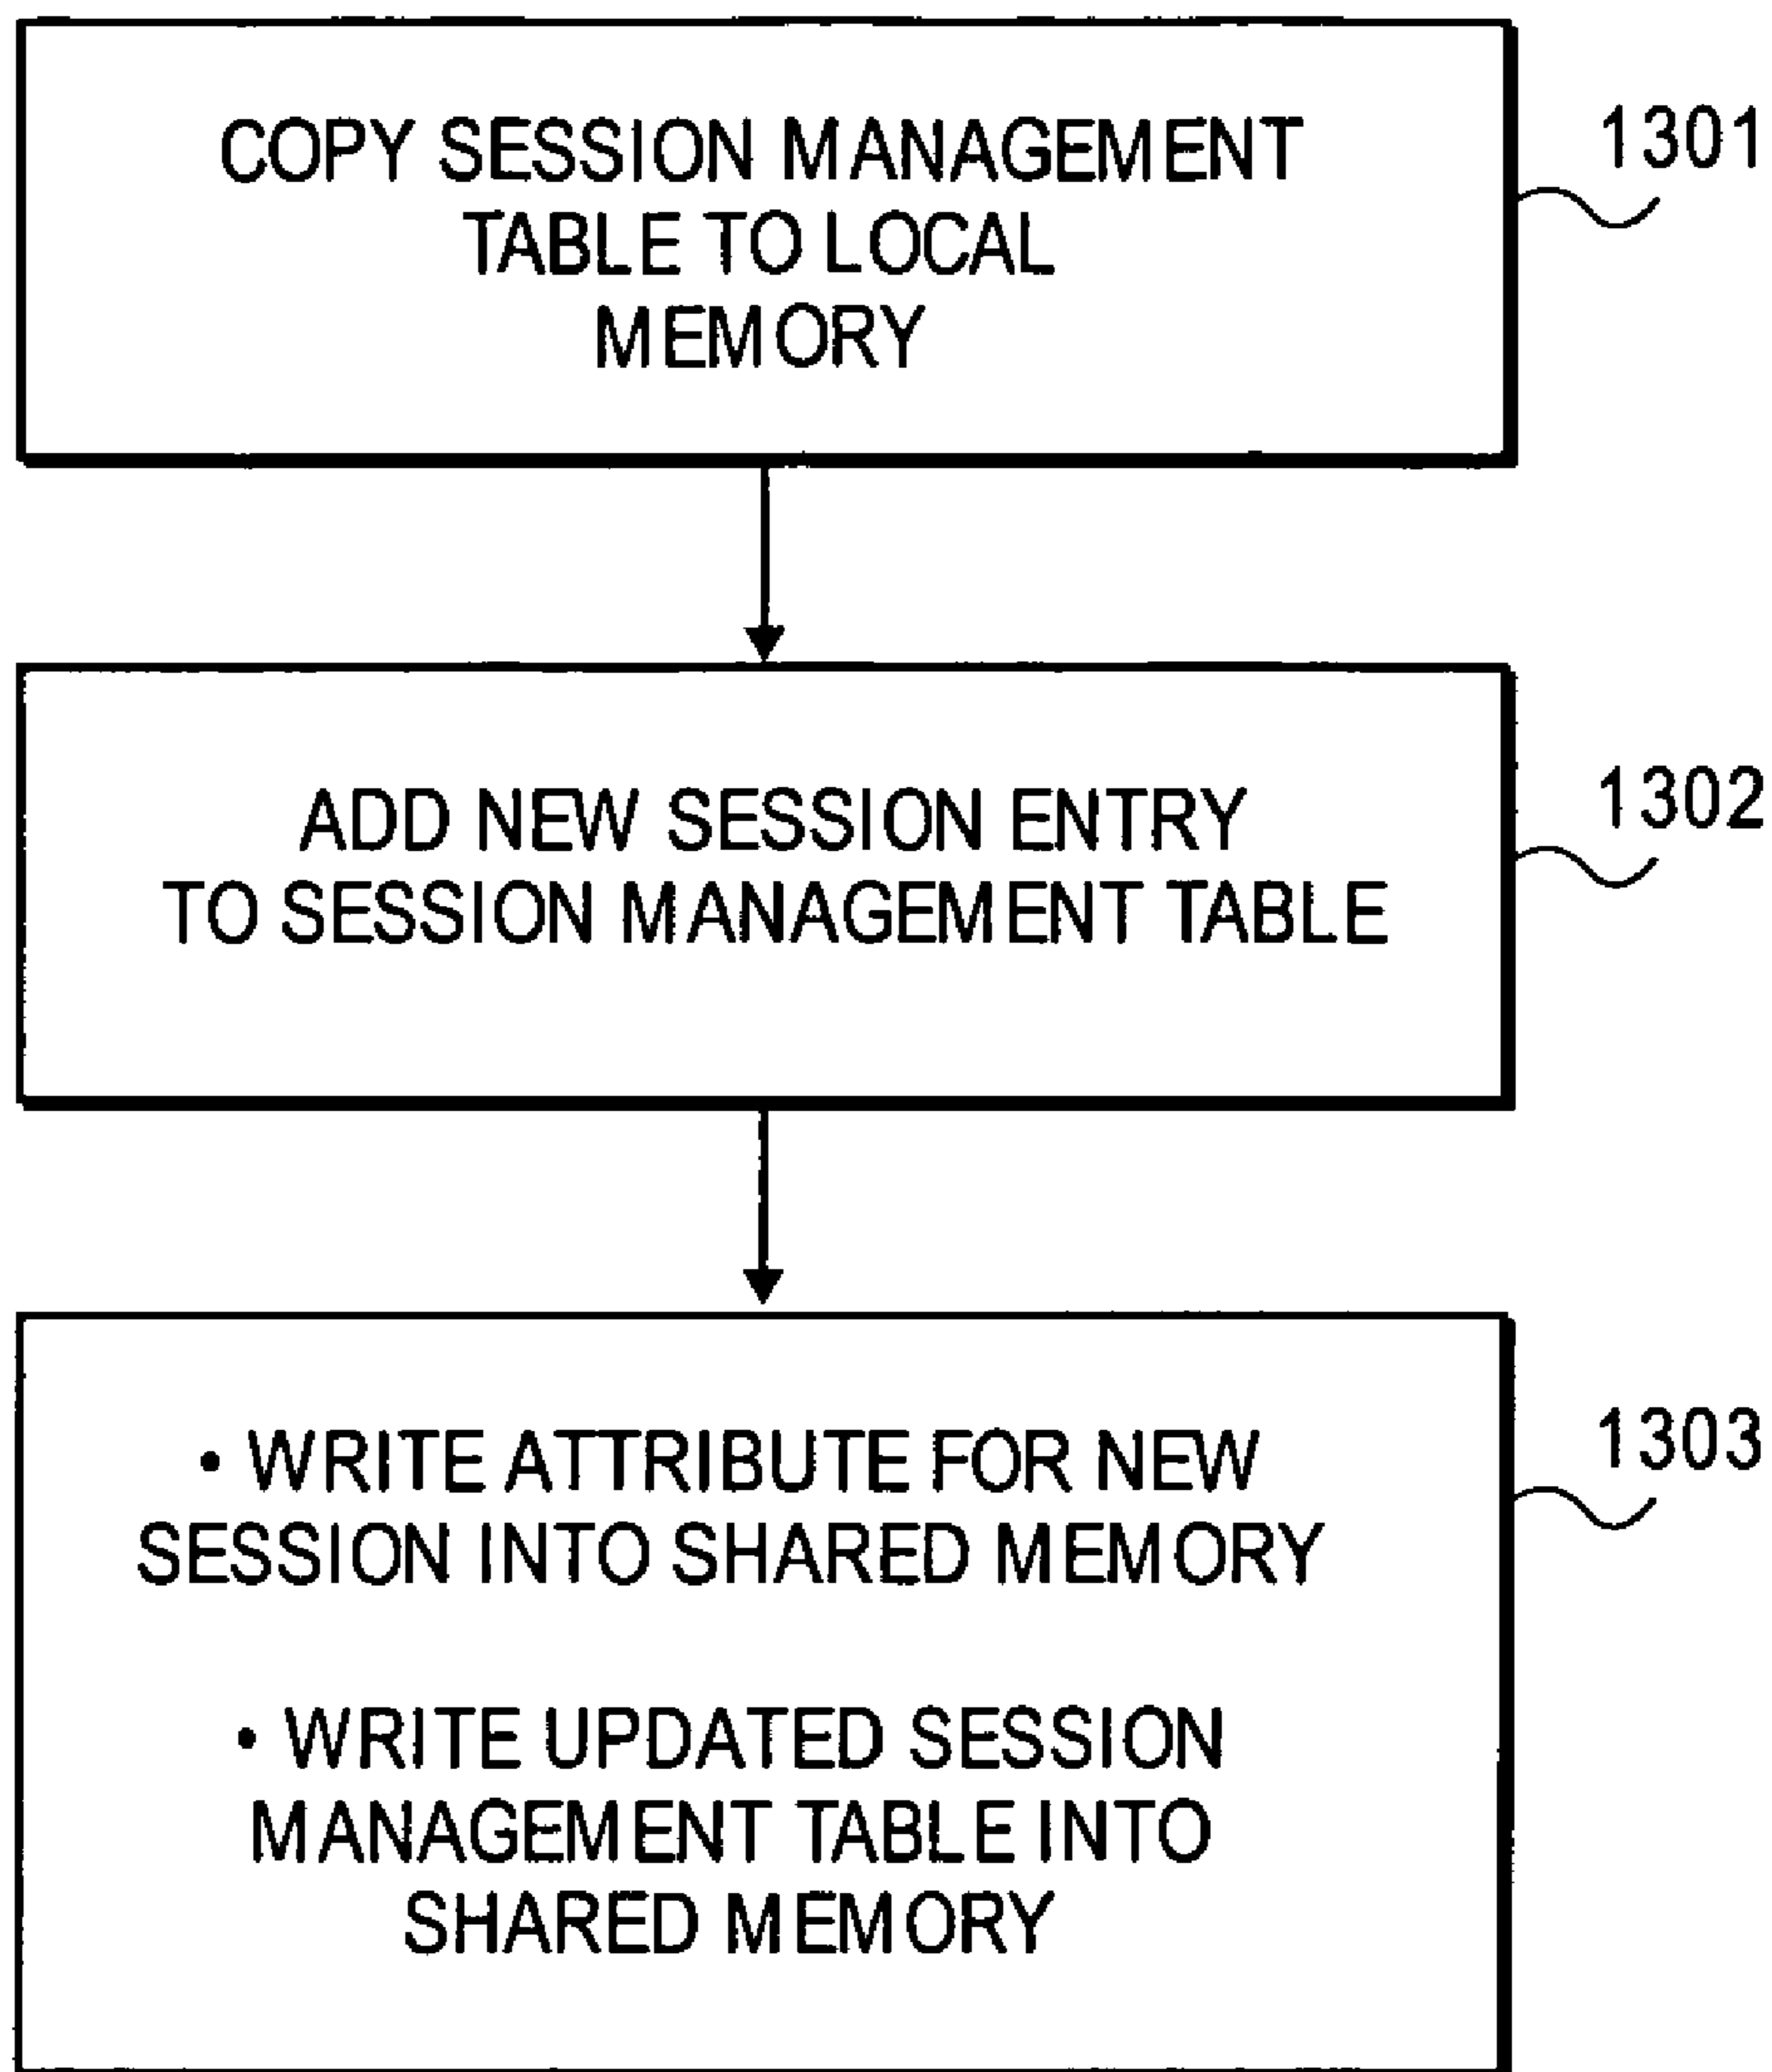 COPY SESSION MANAGEMENT
TABLE TO LOCAL
MEMORY
1301
ADD NEW SESSION ENTRY
TO SESSION MANAGEMENT TABLE
1302
• WRITE ATTRIBUTE FOR NEW
SESSION INTO SHARED MEMORY
• WRITE UPDATED SESSION
MANAGEMENT TABLE INTO
SHARED MEMORY
1303